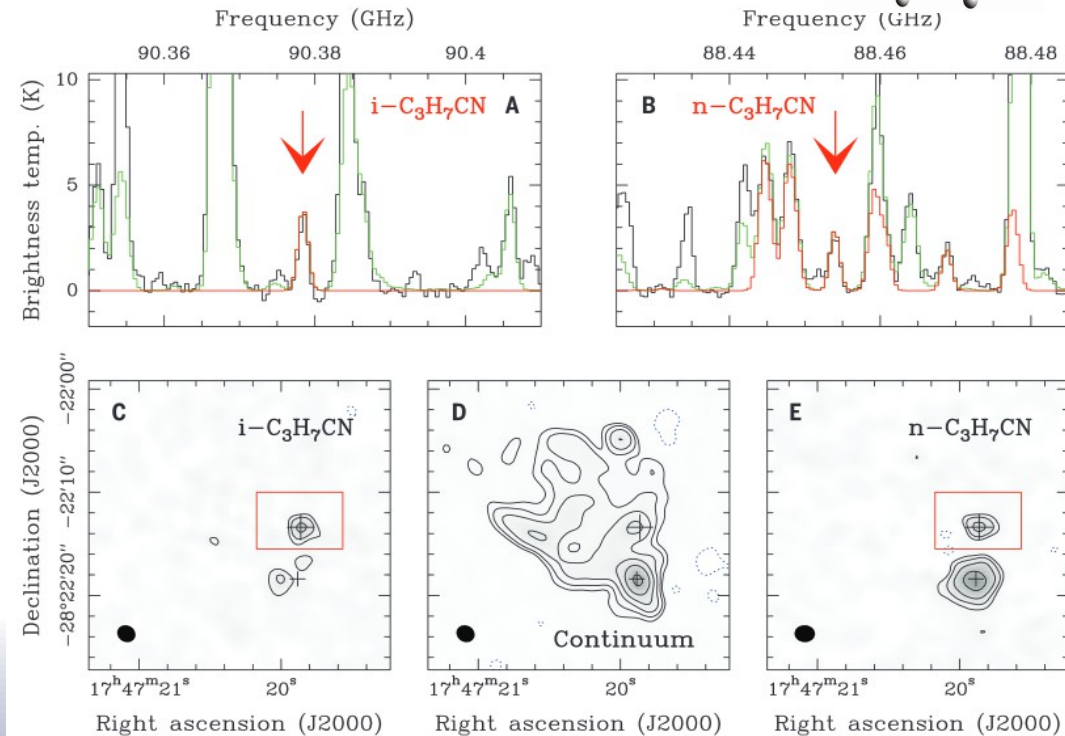 Frequency (GHz)
90.36 90.38 90.4
Frequency (GHz)
88.44 88.46 88.48
Brightness temp. (K)
10
5
0
i−C₃H₇CN A
B n−C₃H₇CN
Declination (J2000)
−22′00″
−22′10″
−28°22′20″
C i−C₃H₇CN
D
Continuum
E n−C₃H₇CN
17ʰ47ᵐ21ˢ 20ˢ
17ʰ47ᵐ21ˢ 20ˢ
17ʰ47ᵐ21ˢ 20ˢ
Right ascension (J2000)
Right ascension (J2000)
Right ascension (J2000)